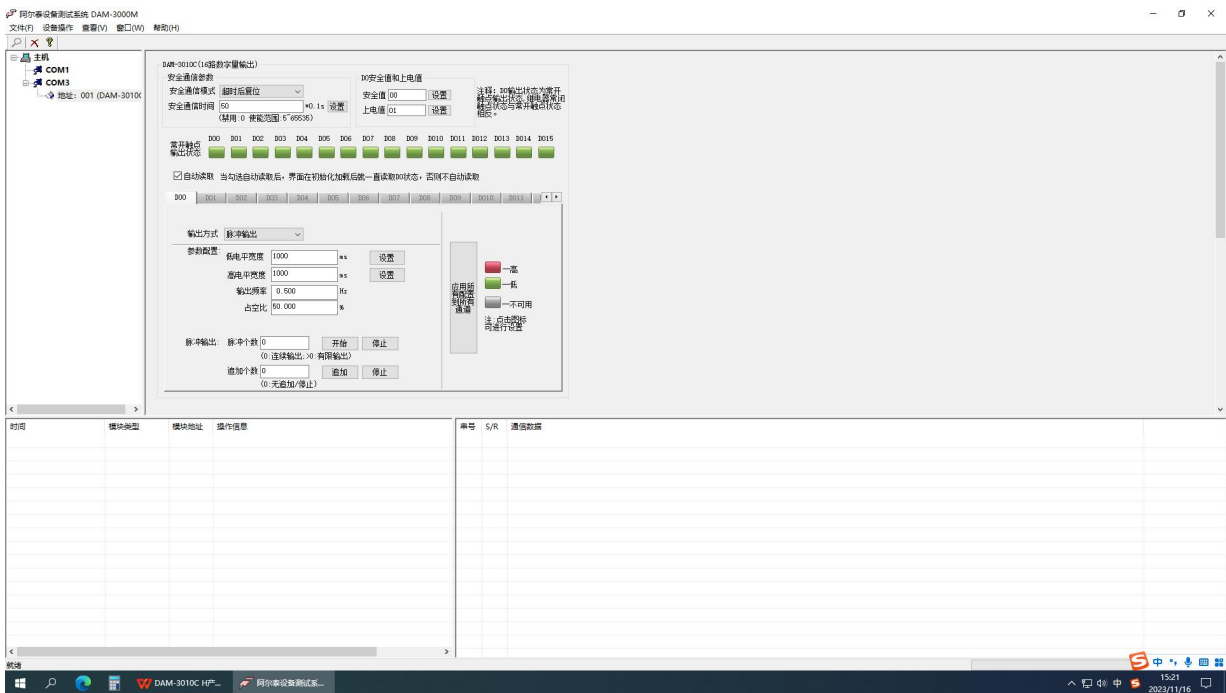 阿尔泰设备测试系统 DAM-3000M
文件(F) 设备操作 查看(V) 窗口(W) 帮助(H)
主机
COM1
COM3
地址：001 (DAM-3010C
DAM-3010C(16路数字量输出)
安全通信参数
安全通信模式 超时后复位
安全通信时间 50 *0.1s 设置
(禁用:0 使能范围:5~65535)
DO安全值和上电值
安全值 00 设置
上电值 01 设置
注释：DO输出状态为常开
触点输出状态,继电器常闭
触点状态与常开触点状态
相反。
DO0 DO1 DO2 DO3 DO4 DO5 DO6 DO7 DO8 DO9 DO10 DO11 DO12 DO13 DO14 DO15
常开触点
输出状态
自动读取 当勾选自动读取后，界面在初始化加载后就一直读取DO状态，否则不自动读取
DO0 DO1 DO2 DO3 DO4 DO5 DO6 DO7 DO8 DO9 DO10 DO11
输出方式 脉冲输出
参数配置:
低电平宽度 1000 ms 设置
高电平宽度 1000 ms 设置
输出频率 0.500 Hz
占空比 50.000 %
脉冲输出: 脉冲个数 0 开始 停止
(0:连续输出;>0:有限输出)
追加个数 0 追加 停止
(0:无追加/停止)
应用所
有配置
到所有
通道
—高
—低
—不可用
注:点击图标
可进行设置
时间 模块类型 模块地址 操作信息
串号 S/R 通信数据
就绪
中
DAM-3010C H产... 阿尔泰设备测试系...
中
15:21
2023/11/16